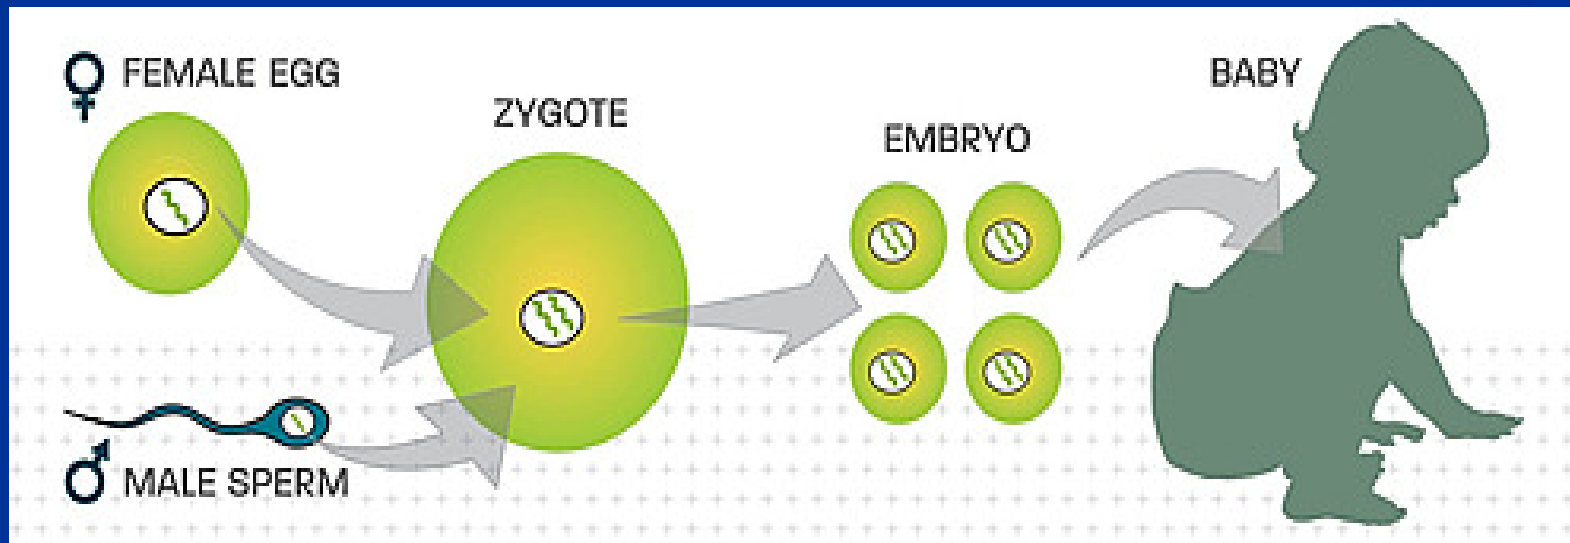 FEMALE EGG
ZYGOTE
EMBRYO
BABY
MALE SPERM